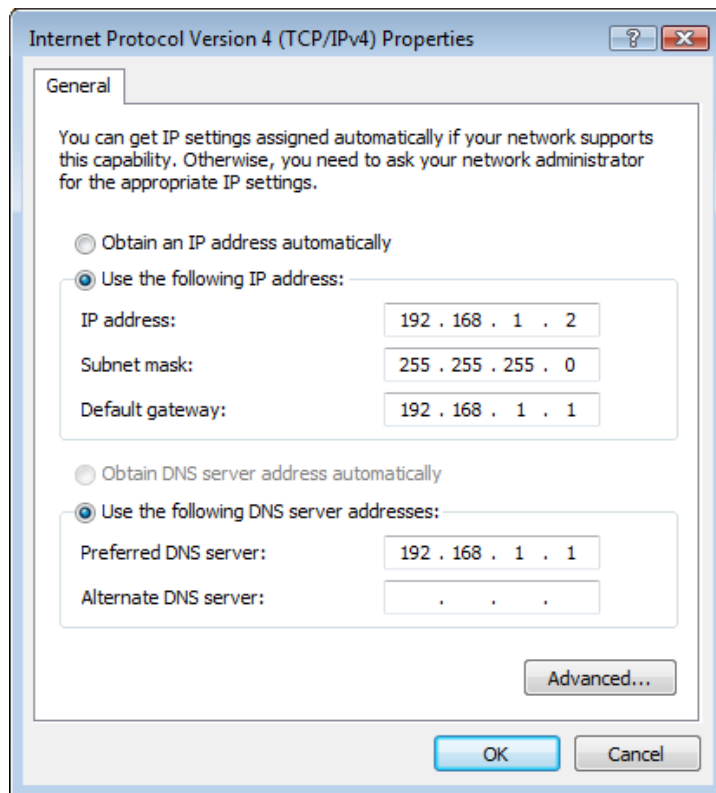 Internet Protocol Version 4 (TCP/IPv4) Properties
General
You can get IP settings assigned automatically if your network supports
this capability. Otherwise, you need to ask your network administrator
for the appropriate IP settings.
Obtain an IP address automatically
Use the following IP address:
IP address: 192 . 168 . 1 . 2
Subnet mask: 255 . 255 . 255 . 0
Default gateway: 192 . 168 . 1 . 1
Obtain DNS server address automatically
Use the following DNS server addresses:
Preferred DNS server: 192 . 168 . 1 . 1
Alternate DNS server: . . .
Advanced...
OK Cancel